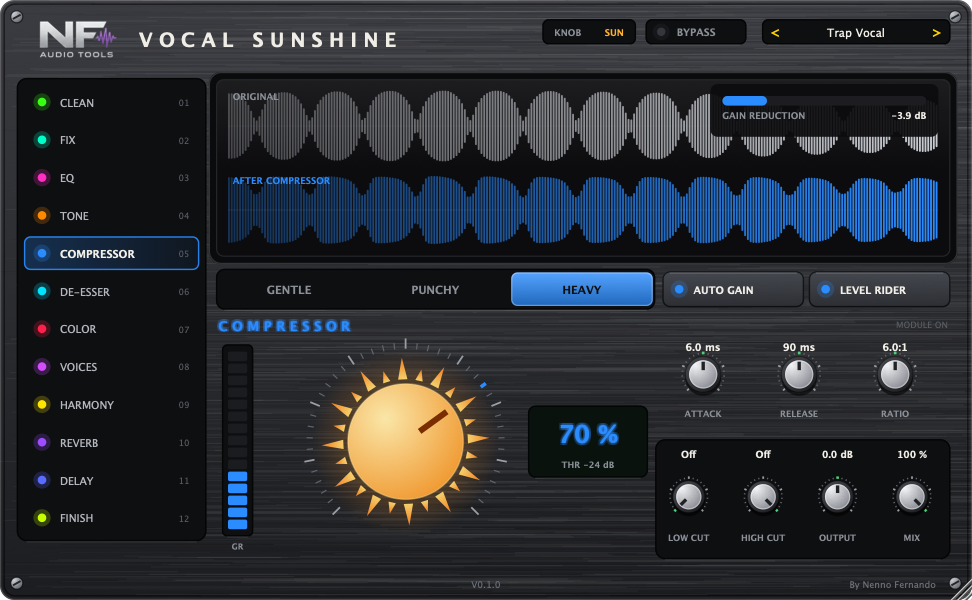 NF
AUDIO TOOLS
VOCAL SUNSHINE
KNOB SUN
BYPASS
< Trap Vocal >
CLEAN 01
FIX 02
EQ 03
TONE 04
COMPRESSOR 05
DE-ESSER 06
COLOR 07
VOICES 08
HARMONY 09
REVERB 10
DELAY 11
FINISH 12
ORIGINAL
GAIN REDUCTION -3.9 dB
AFTER COMPRESSOR
GENTLE PUNCHY HEAVY
AUTO GAIN
LEVEL RIDER
COMPRESSOR
MODULE ON
GR
70 %
THR -24 dB
6.0 ms 90 ms 6.0:1
ATTACK RELEASE RATIO
Off Off 0.0 dB 100 %
LOW CUT HIGH CUT OUTPUT MIX
V0.1.0
By Nenno Fernando